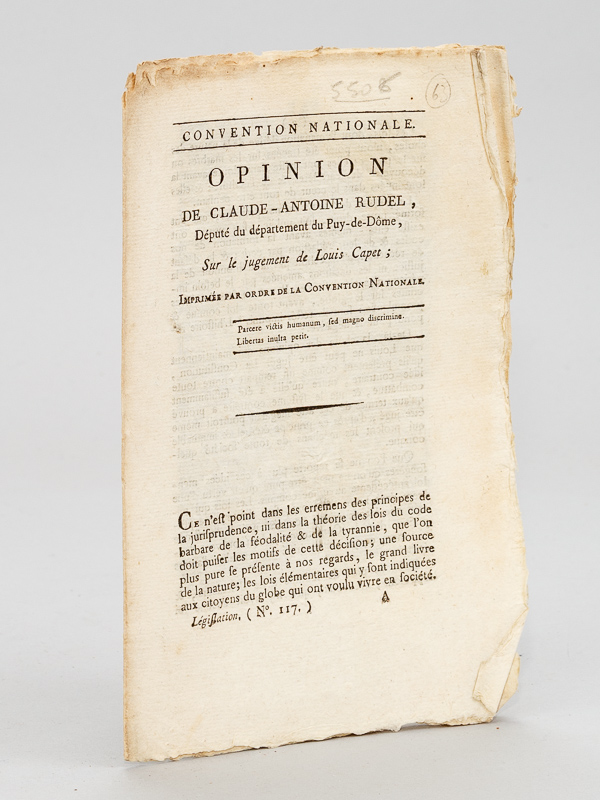 5506
6
CONVENTION NATIONALE.
OPINION
DE CLAUDE-ANTOINE RUDEL,
Député du département du Puy-de-Dôme,
Sur le jugement de Louis Capet ;
IMPRIMÉE PAR ORDRE DE LA CONVENTION NATIONALE.
Parcere victis humanum, ſed magno discrimine.
Libertas inulta petit.
CE n'eſt point dans les erremens des principes de
la juriſprudence, ni dans la théorie des lois du code
barbare de la féodalité & de la tyrannie, que l'on
doit puiſer les motifs de cette déciſion; une ſource
plus pure ſe préſente à nos regards, le grand livre
de la nature; les lois élémentaires qui y ſont indiquées
aux citoyens du globe qui ont voulu vivre en ſociété.
Légiſlation. ( Nº. 117. )
A